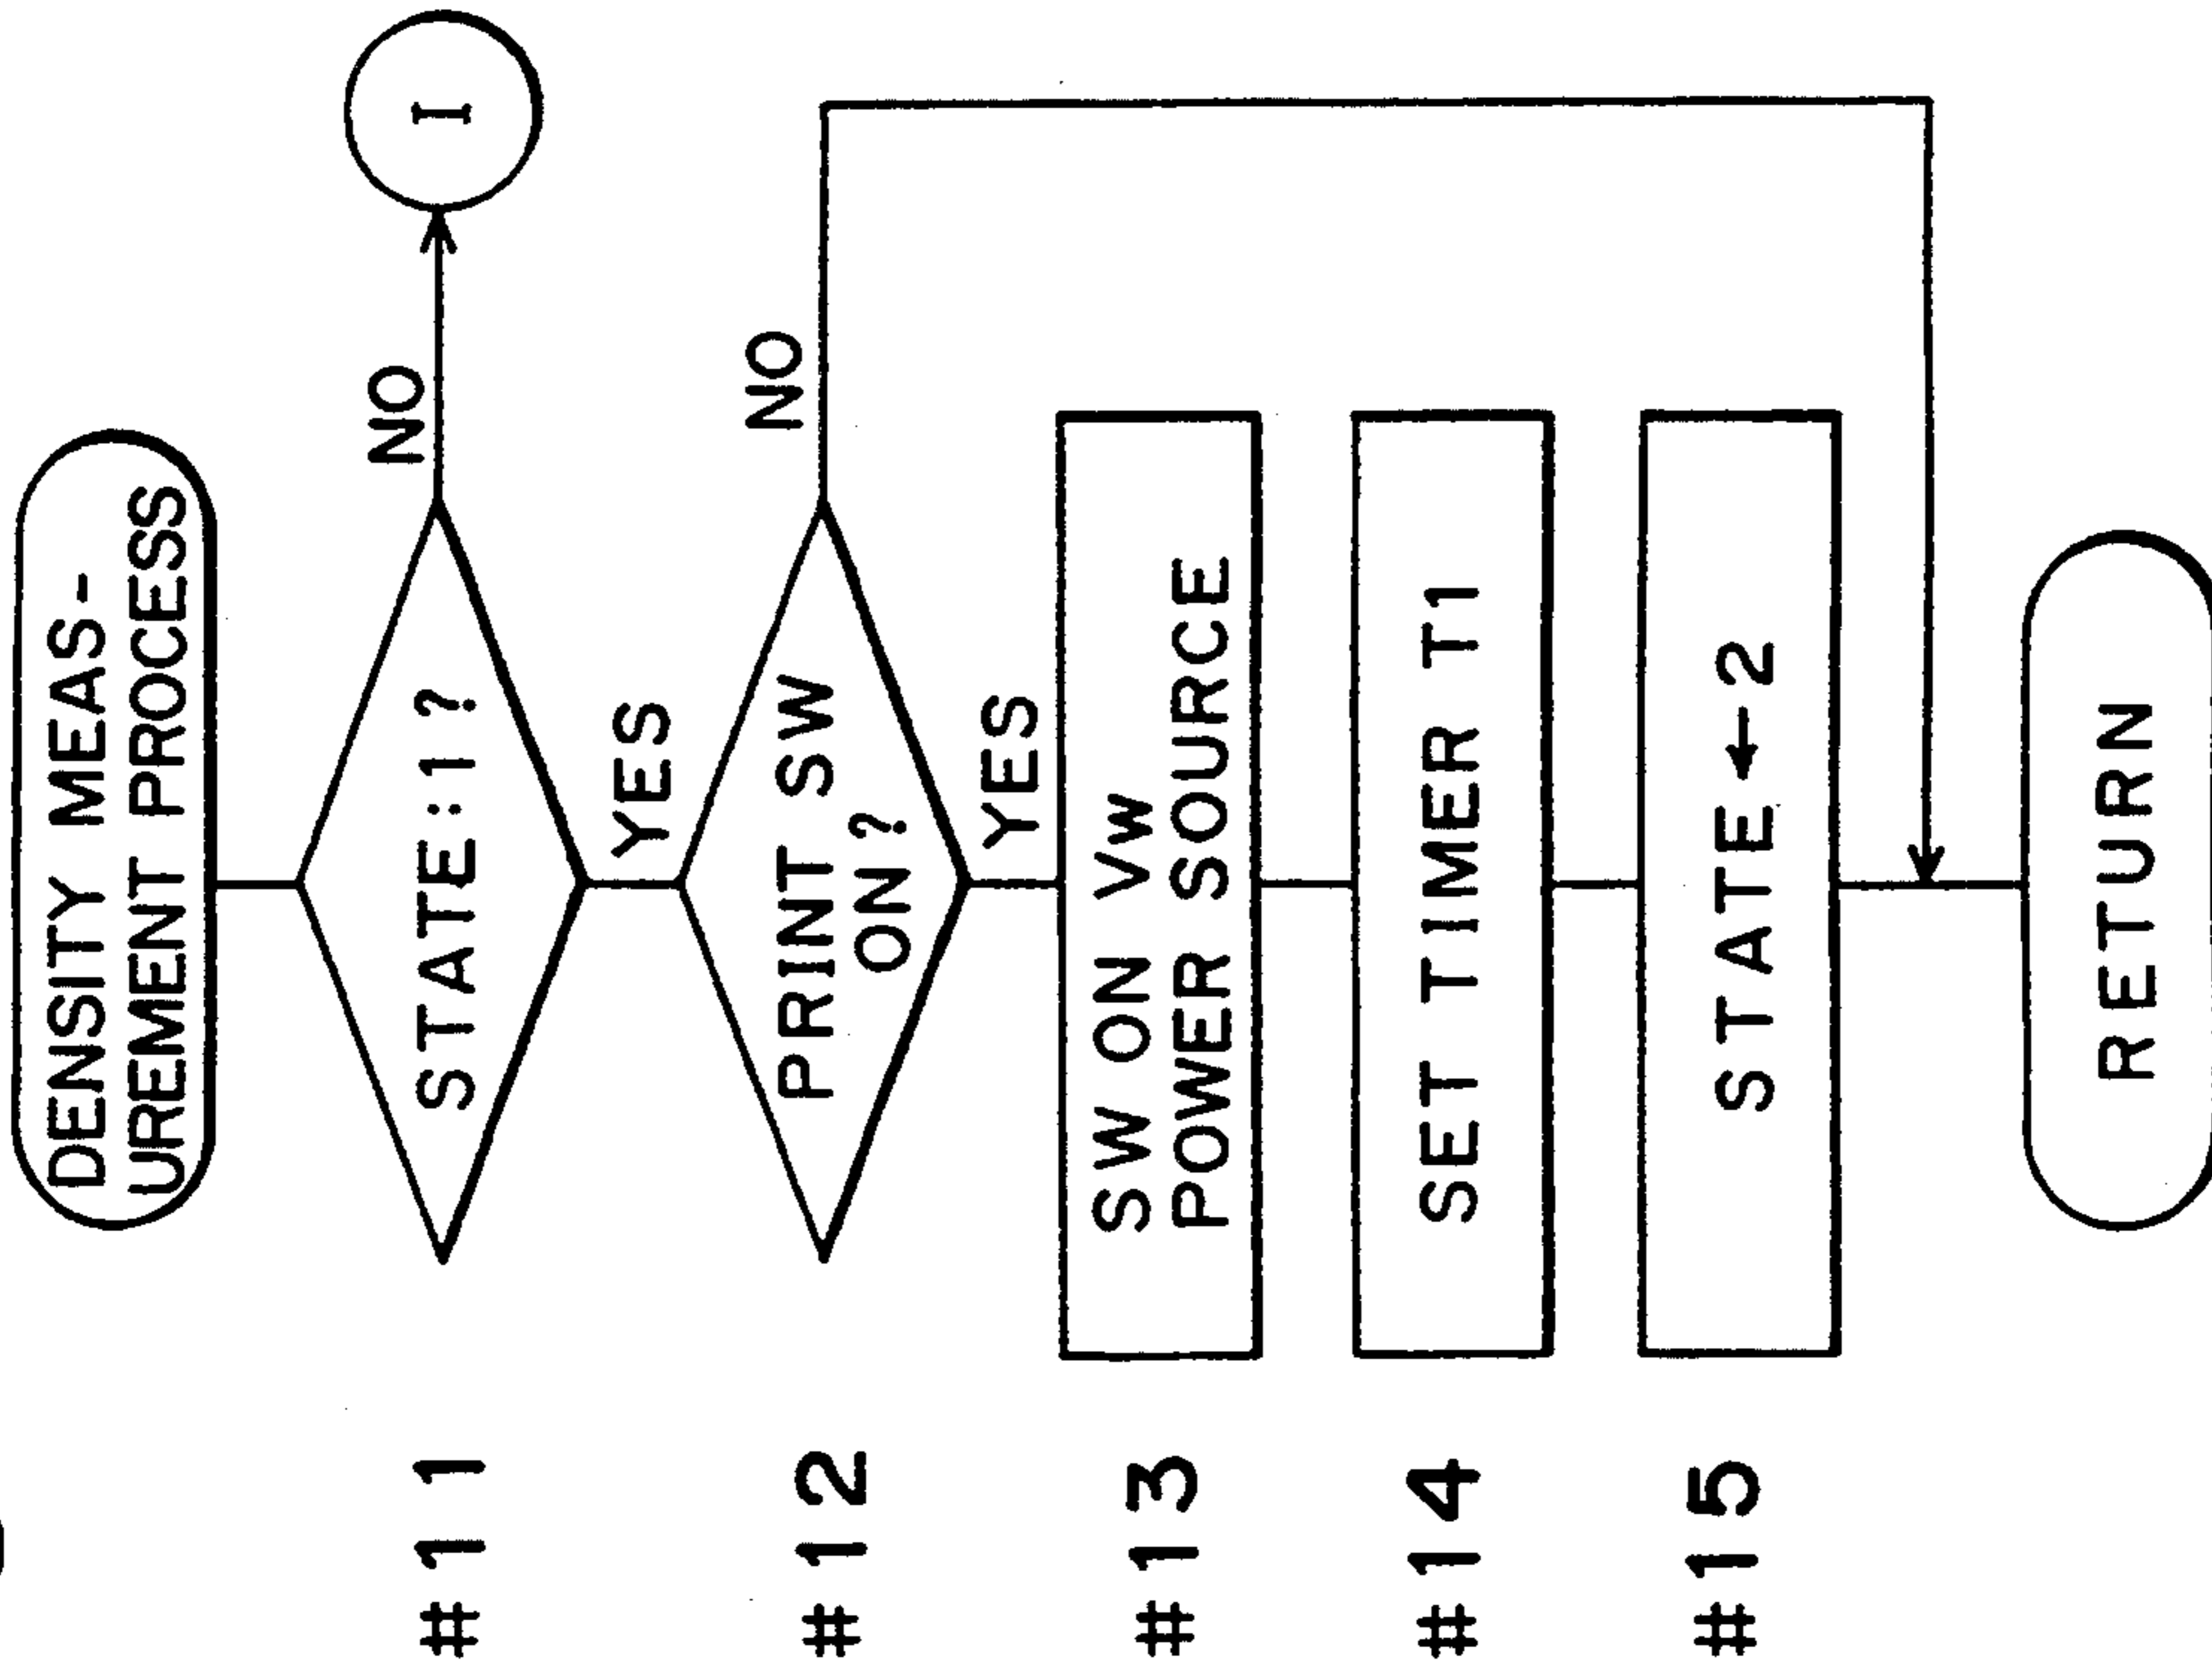 DENSITY MEAS-
UREMENT PROCESS
#11
STATE:1?
NO
I
YES
#12
PRINT SW
ON?
NO
YES
#13
SW ON Vw
POWER SOURCE
#14
SET TIMER T1
#15
STATE ← 2
RETURN